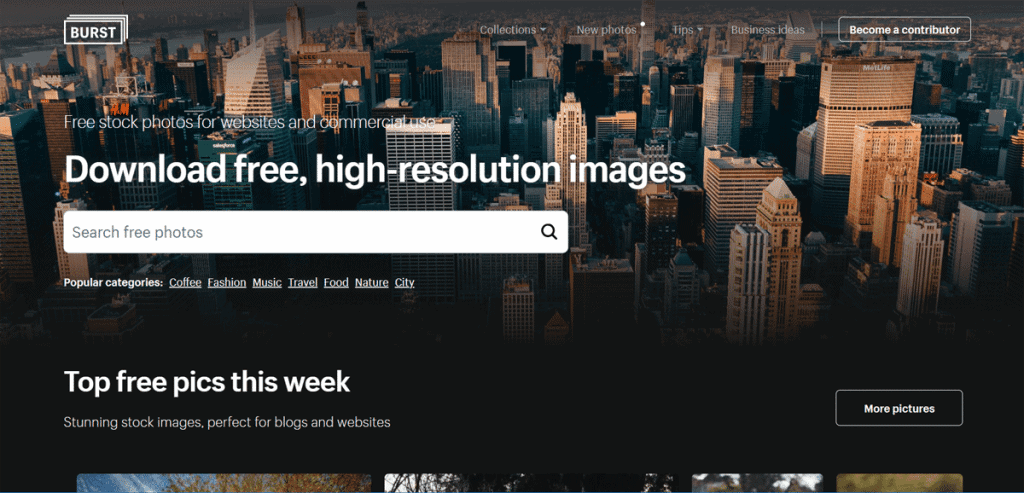 BURST
Collections New photos Tips Business ideas Become a contributor
MetLife
salesforce
Free stock photos for websites and commercial use
Download free, high-resolution images
Search free photos
Popular categories: Coffee Fashion Music Travel Food Nature City
Top free pics this week
Stunning stock images, perfect for blogs and websites
More pictures